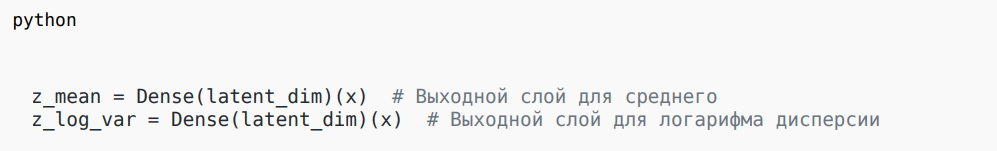 python
z_mean = Dense(latent_dim)(x)  # Выходной слой для среднего
z_log_var = Dense(latent_dim)(x)  # Выходной слой для логарифма дисперсии